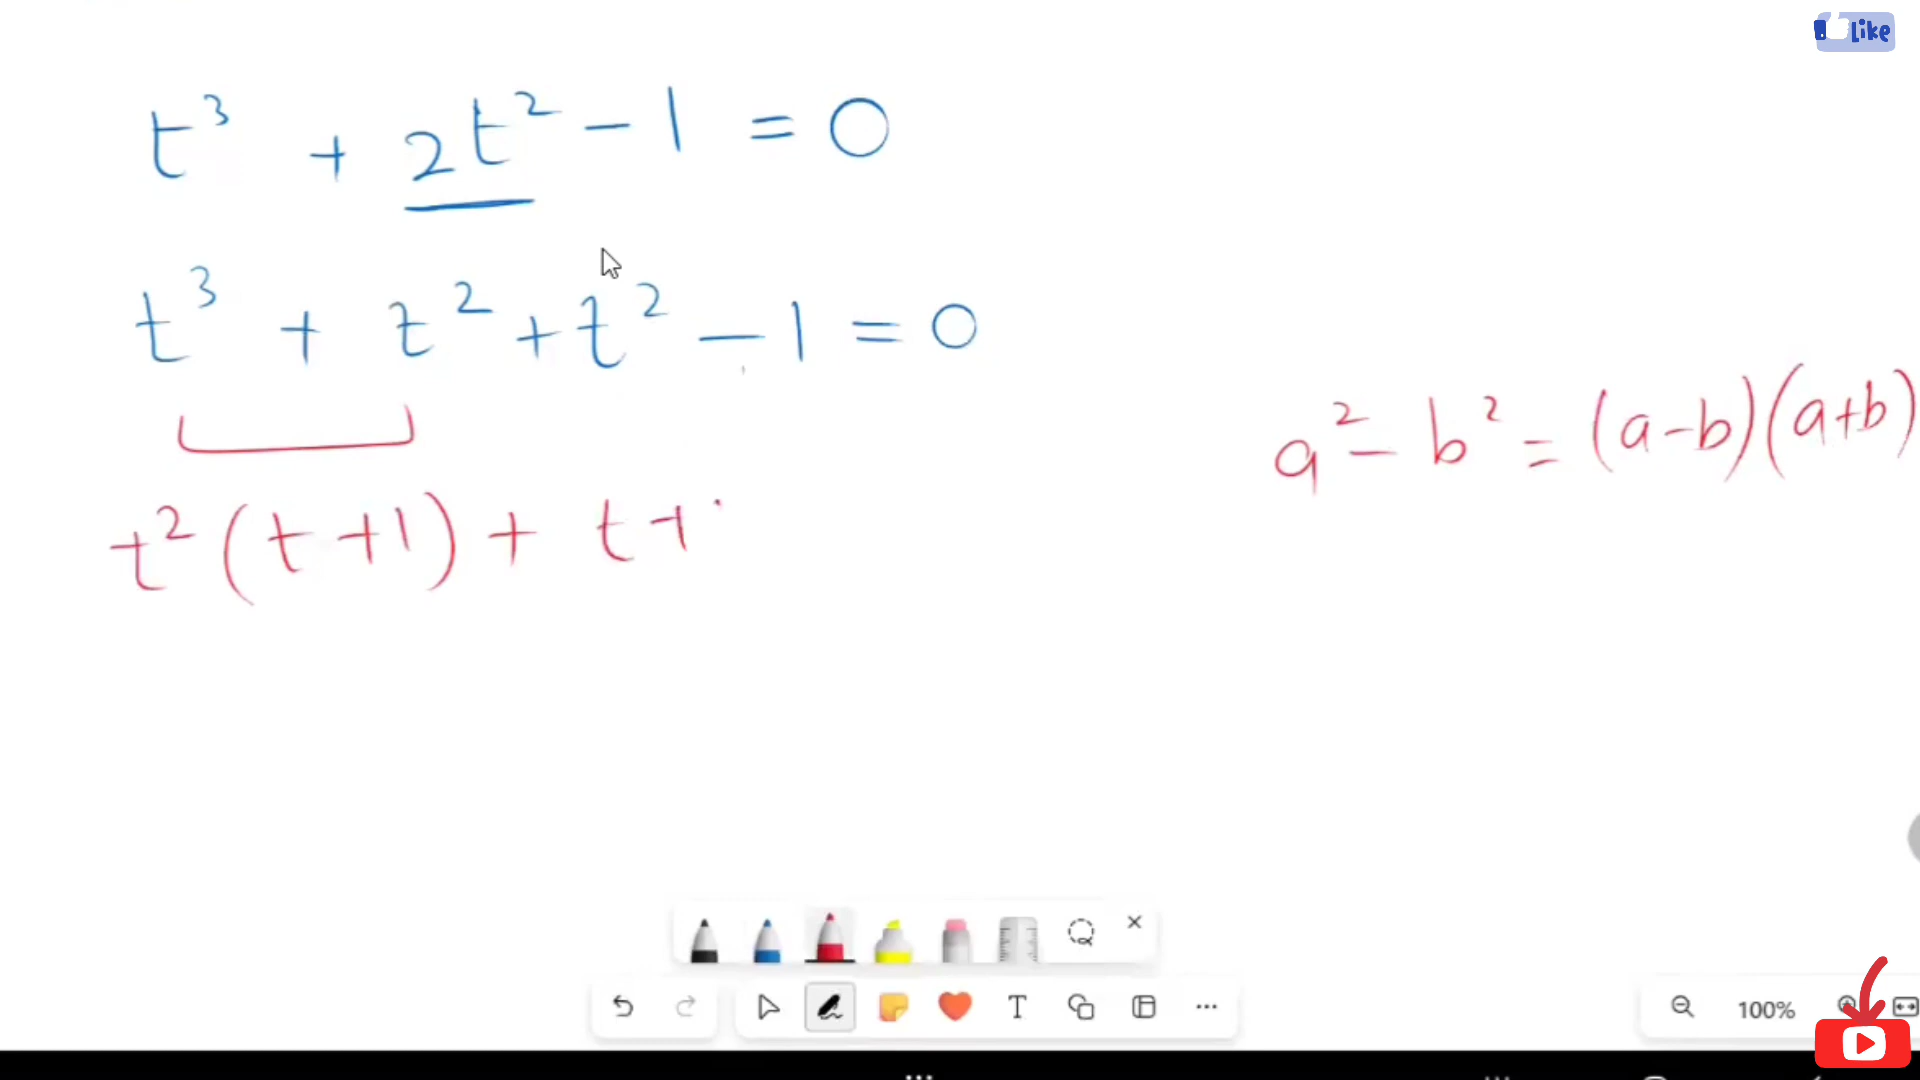 Like
t³ + 2t² - 1 = 0
t³ + t² + t² - 1 = 0
a² - b² = (a-b)(a+b)
t²(t+1) + t+
T
100%